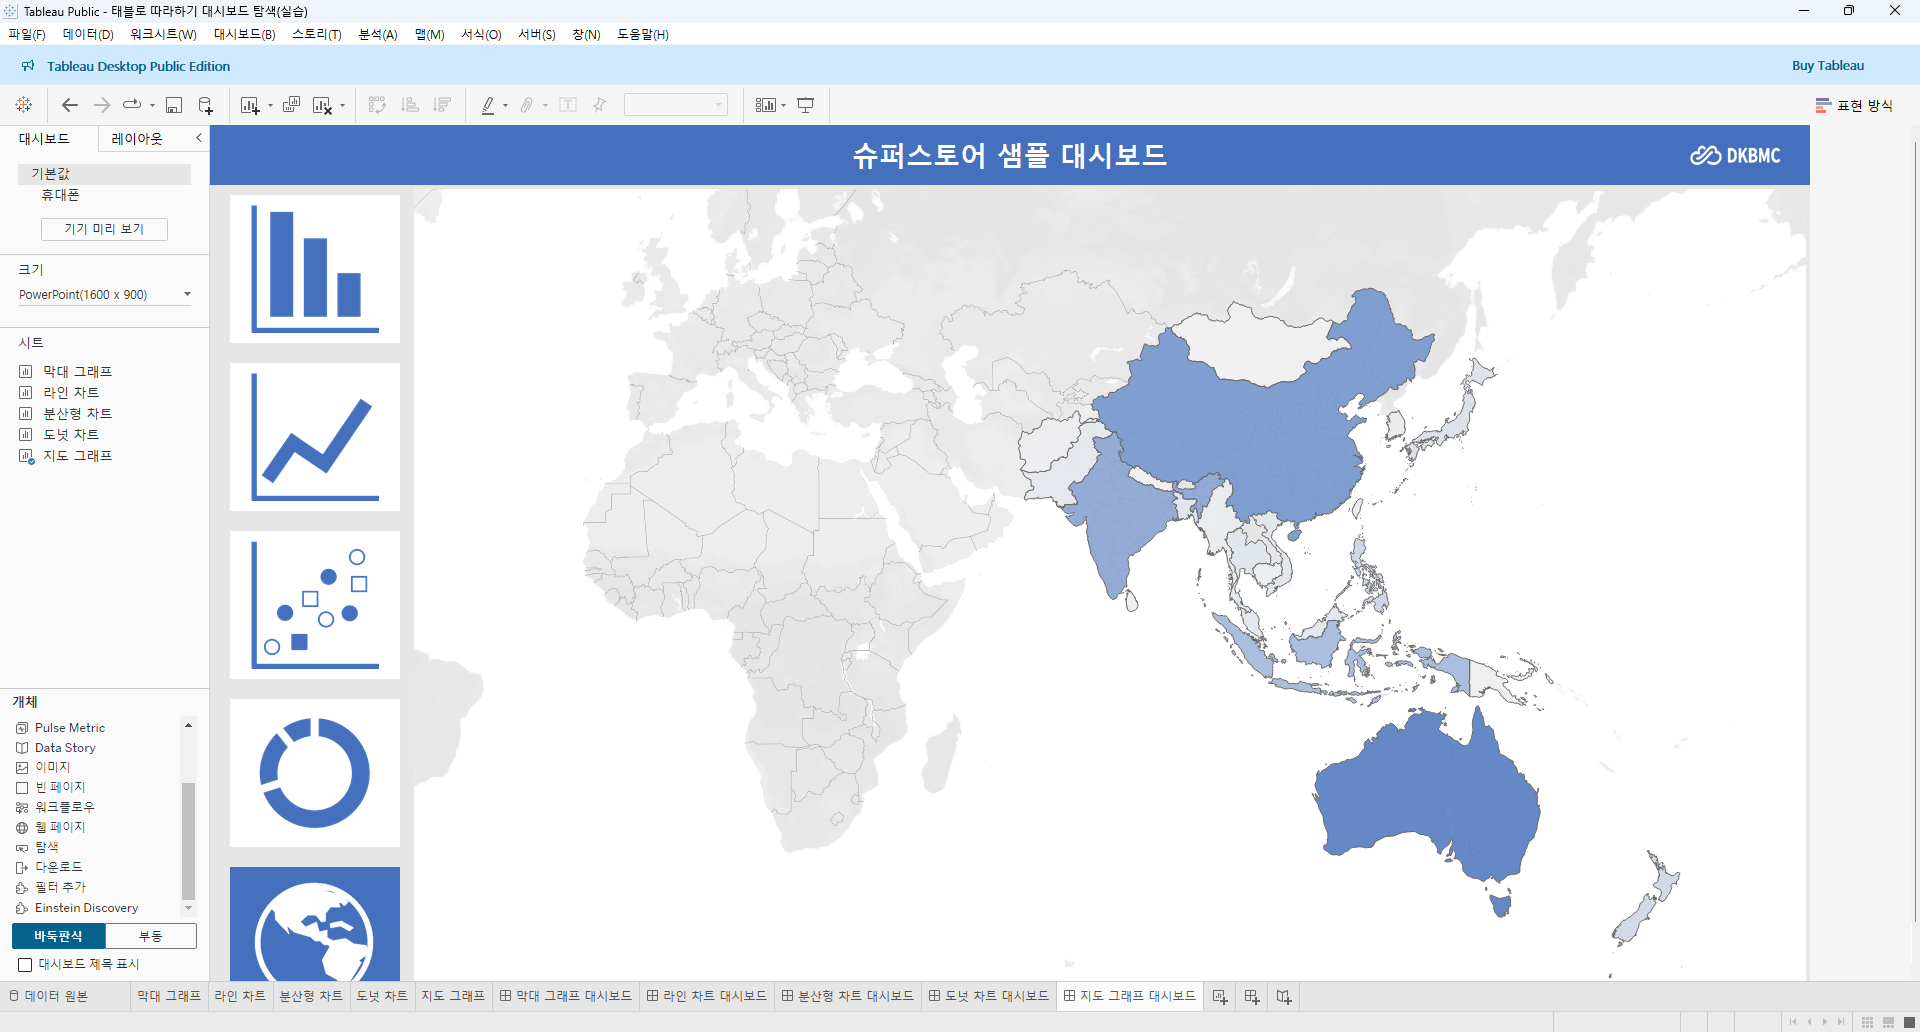 Tableau Public - 태블로 따라하기 대시보드 탐색(실습)
파일(F) 데이터(D) 워크시트(W) 대시보드(B) 스토리(T) 분석(A) 맵(M) 서식(O) 서버(S) 창(N) 도움말(H)
Tableau Desktop Public Edition
Buy Tableau
표현 방식
대시보드 레이아웃
기본값
휴대폰
기기 미리 보기
크기
PowerPoint(1600 x 900)
시트
막대 그래프
라인 차트
분산형 차트
도넛 차트
지도 그래프
개체
Pulse Metric
Data Story
이미지
빈 페이지
워크플로우
웹 페이지
탐색
다운로드
필터 추가
Einstein Discovery
바둑판식 부동
대시보드 제목 표시
슈퍼스토어 샘플 대시보드
DKBMC
데이터 원본 막대 그래프 라인 차트 분산형 차트 도넛 차트 지도 그래프 막대 그래프 대시보드 라인 차트 대시보드 분산형 차트 대시보드 도넛 차트 대시보드 지도 그래프 대시보드